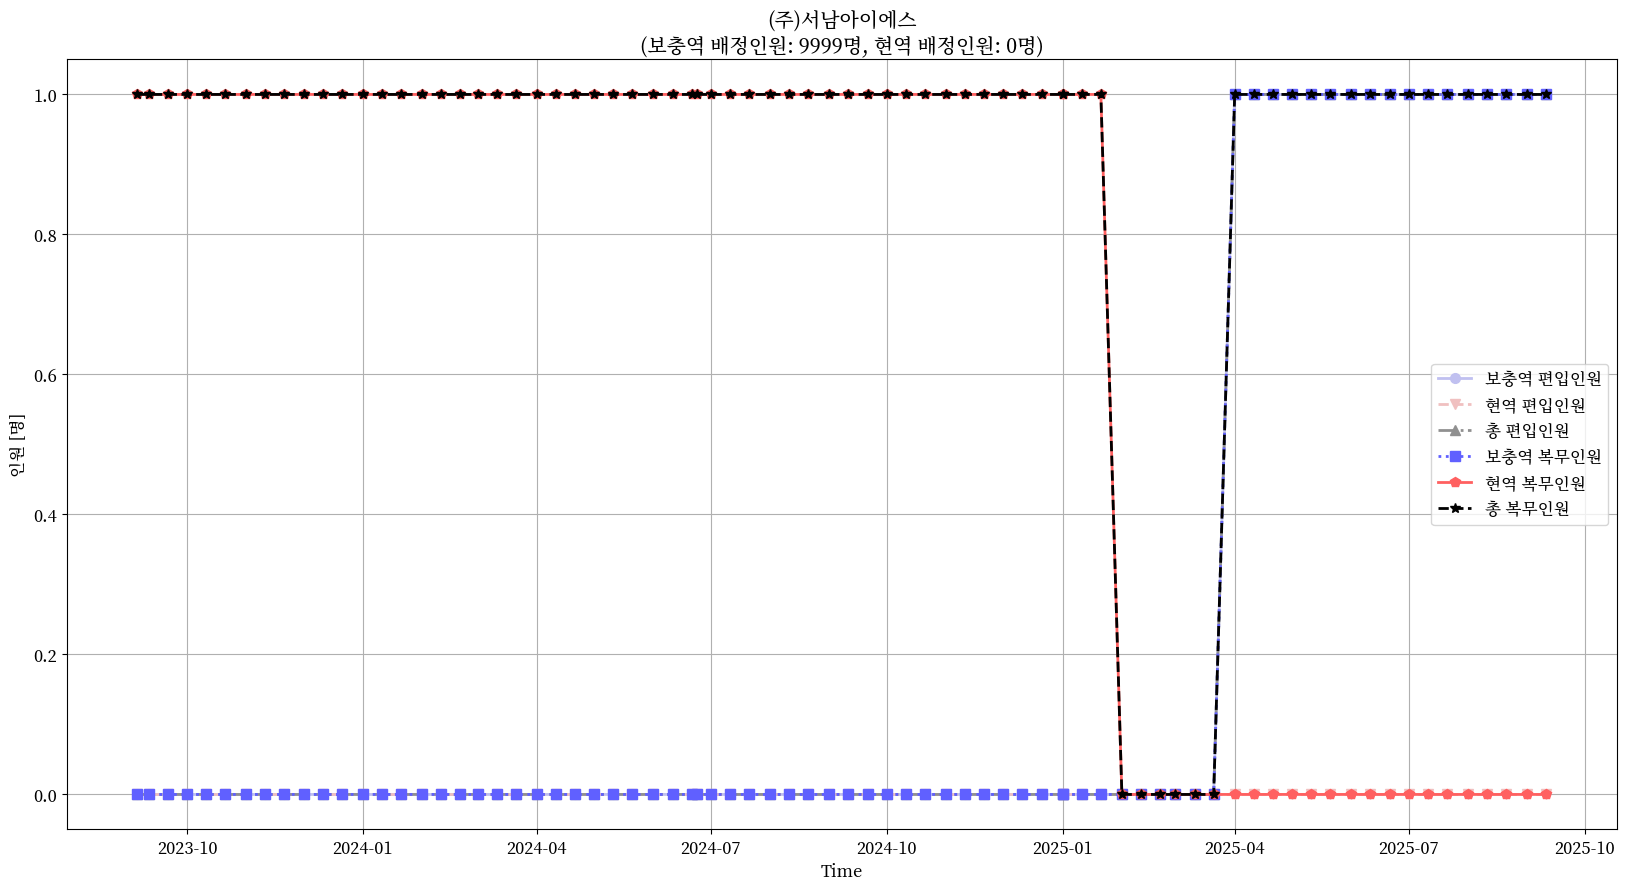 (주)서남아이에스
(보충역 배정인원: 9999명, 현역 배정인원: 0명)
인원 [명]
1.0
0.8
0.6
0.4
0.2
0.0
보충역 편입인원
현역 편입인원
총 편입인원
보충역 복무인원
현역 복무인원
총 복무인원
2023-10
2024-01
2024-04
2024-07
2024-10
2025-01
2025-04
2025-07
2025-10
Time